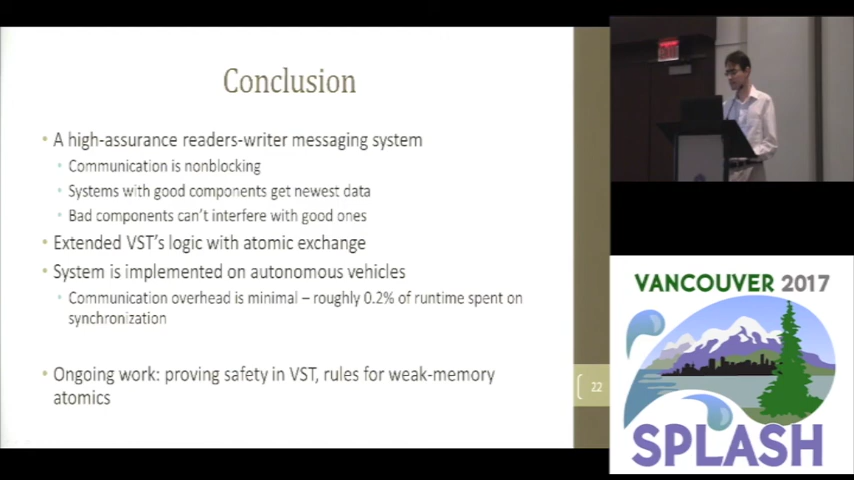 Conclusion
• A high-assurance readers-writer messaging system
• Communication is nonblocking
• Systems with good components get newest data
• Bad components can't interfere with good ones
• Extended VST's logic with atomic exchange
• System is implemented on autonomous vehicles
• Communication overhead is minimal – roughly 0.2% of runtime spent on
synchronization
• Ongoing work: proving safety in VST, rules for weak-memory
atomics
22
EXIT
VANCOUVER 2017
SPLASH